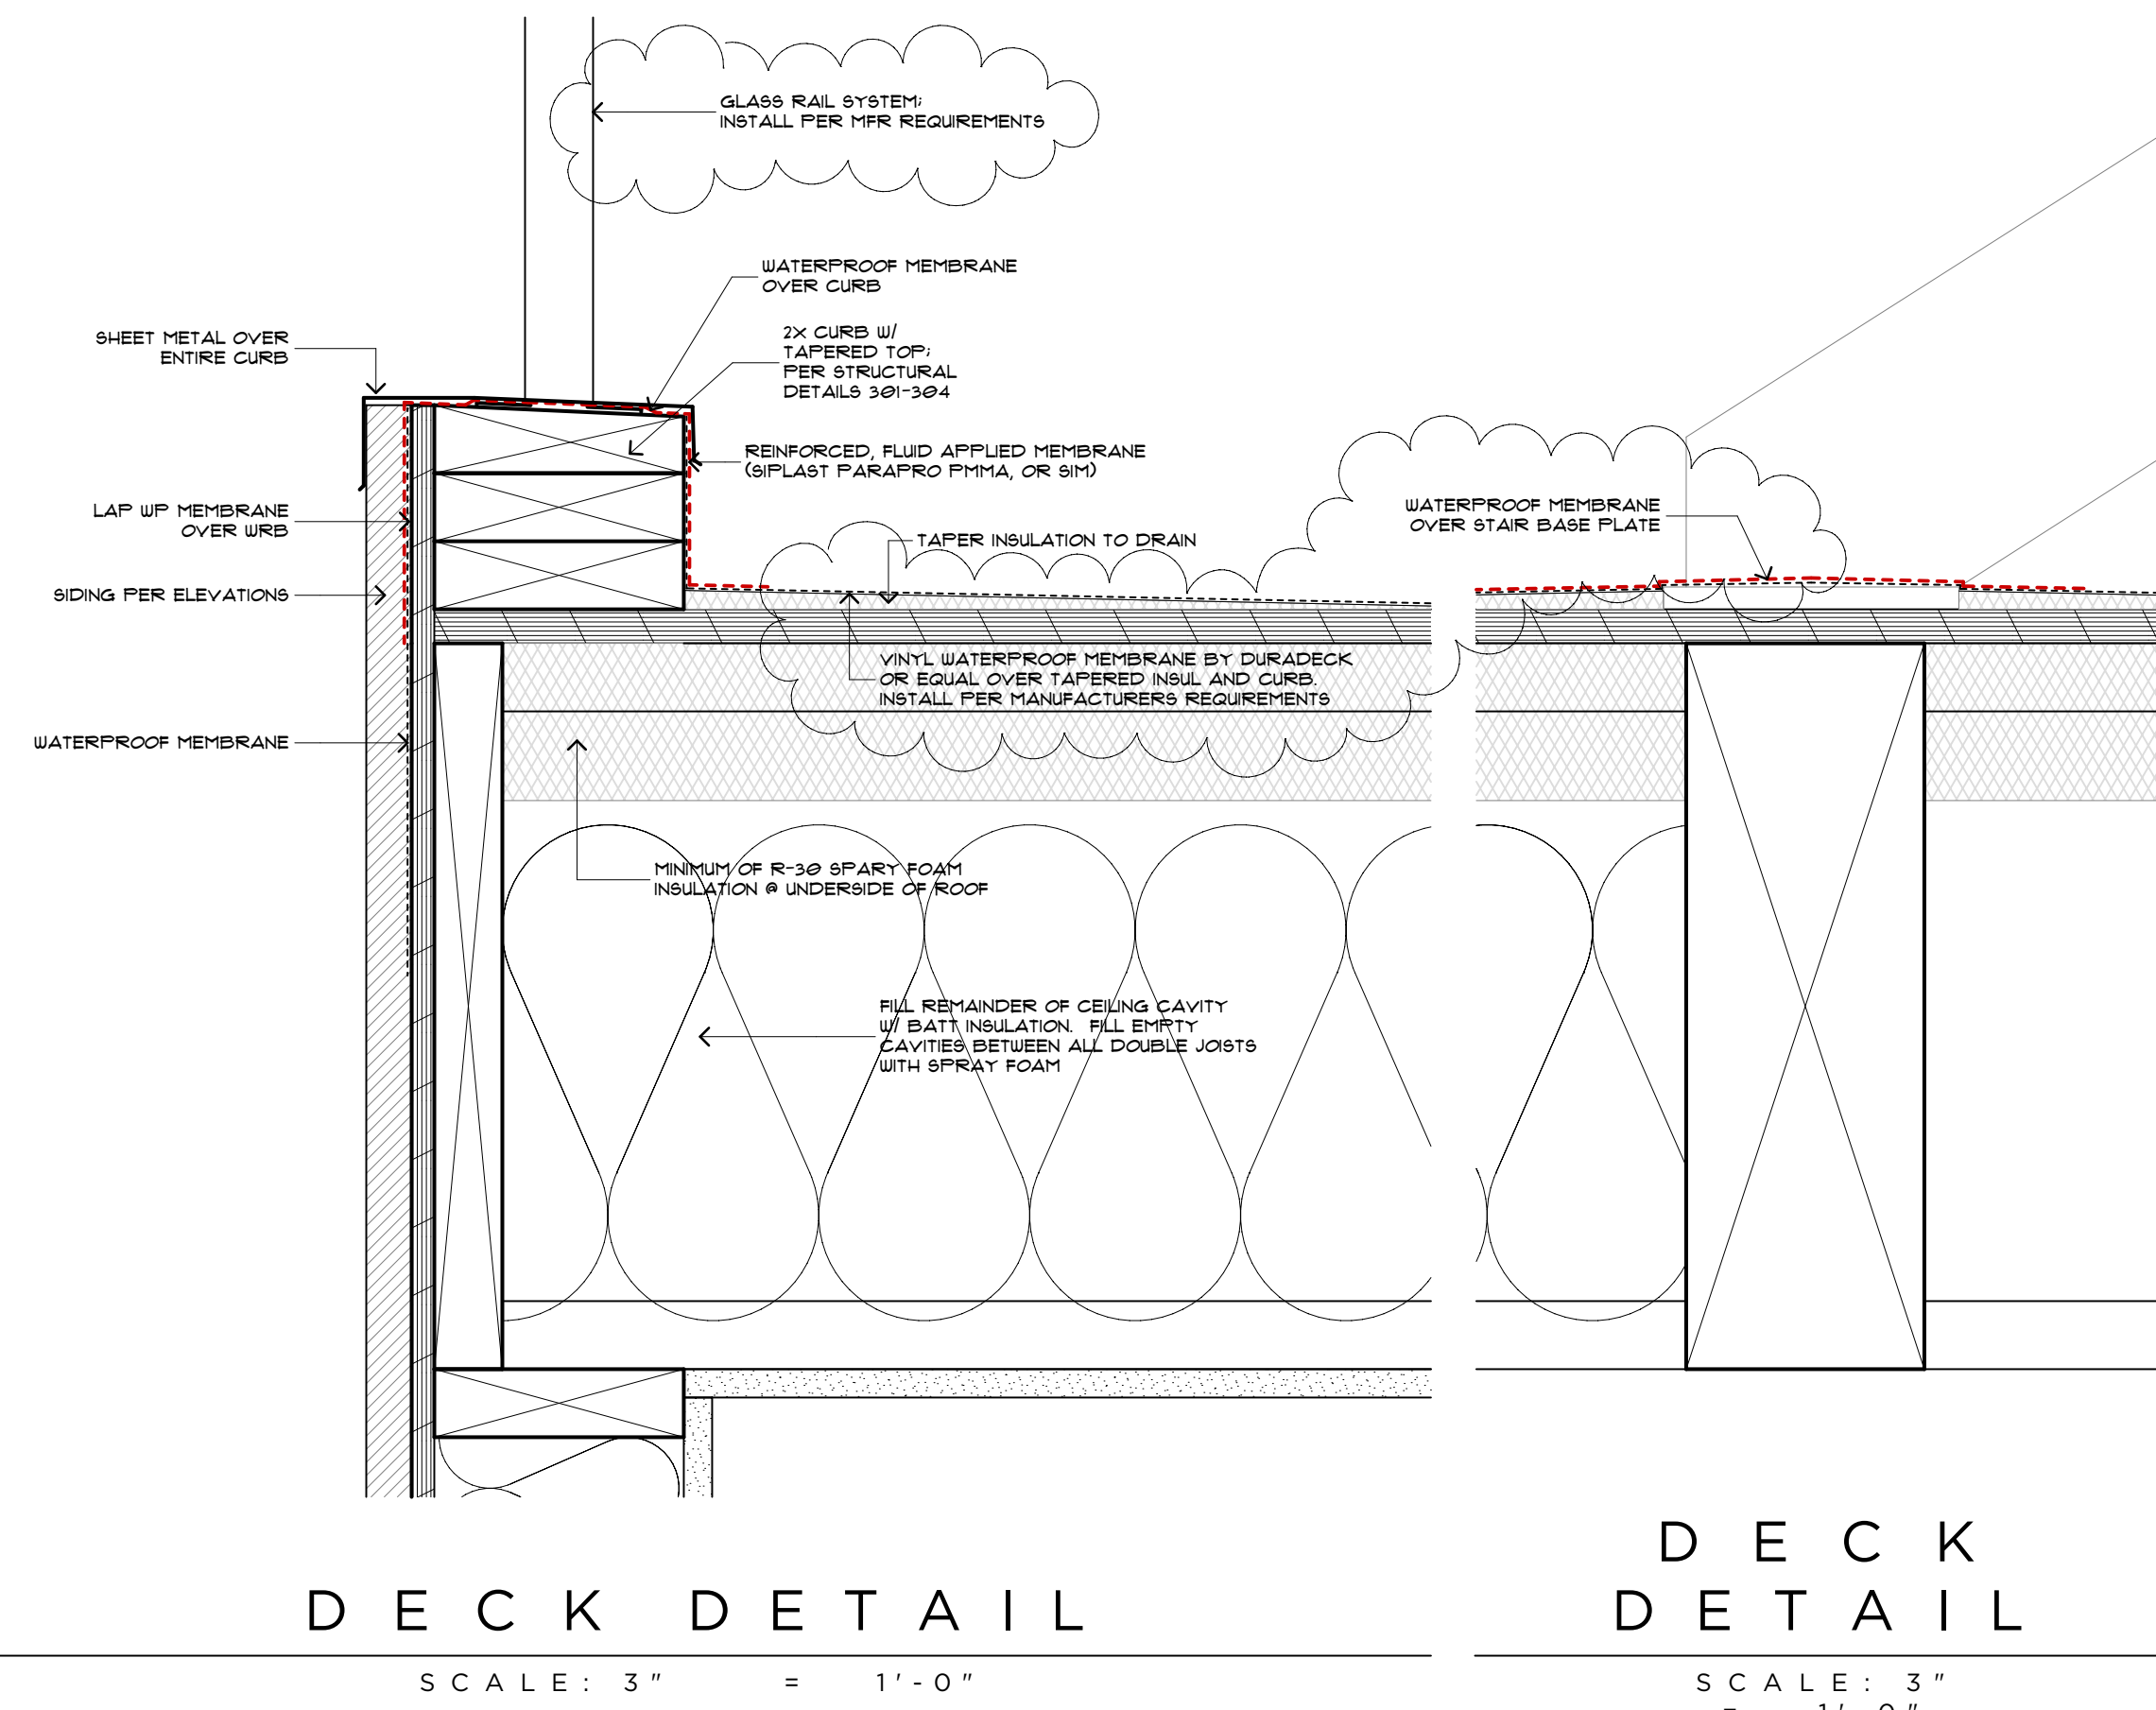 GLASS RAIL SYSTEM;
INSTALL PER MFR REQUIREMENTS
WATERPROOF MEMBRANE
OVER CURB
2X CURB W/
TAPERED TOP;
PER STRUCTURAL
DETAILS 301-304
SHEET METAL OVER
ENTIRE CURB
REINFORCED, FLUID APPLIED MEMBRANE
(SIPLAST PARAPRO PMMA, OR SIM)
LAP WP MEMBRANE
OVER WRB
TAPER INSULATION TO DRAIN
WATERPROOF MEMBRANE
OVER STAIR BASE PLATE
SIDING PER ELEVATIONS
VINYL WATERPROOF MEMBRANE BY DURADECK
OR EQUAL OVER TAPERED INSUL AND CURB.
INSTALL PER MANUFACTURERS REQUIREMENTS
WATERPROOF MEMBRANE
MINIMUM OF R-30 SPARY FOAM
INSULATION @ UNDERSIDE OF ROOF
FILL REMAINDER OF CEILING CAVITY
W/ BATT INSULATION. FILL EMPTY
CAVITIES BETWEEN ALL DOUBLE JOISTS
WITH SPRAY FOAM
DECK DETAIL
SCALE: 3" = 1'-0"
DECK
DETAIL
SCALE: 3"
= 1'-0"